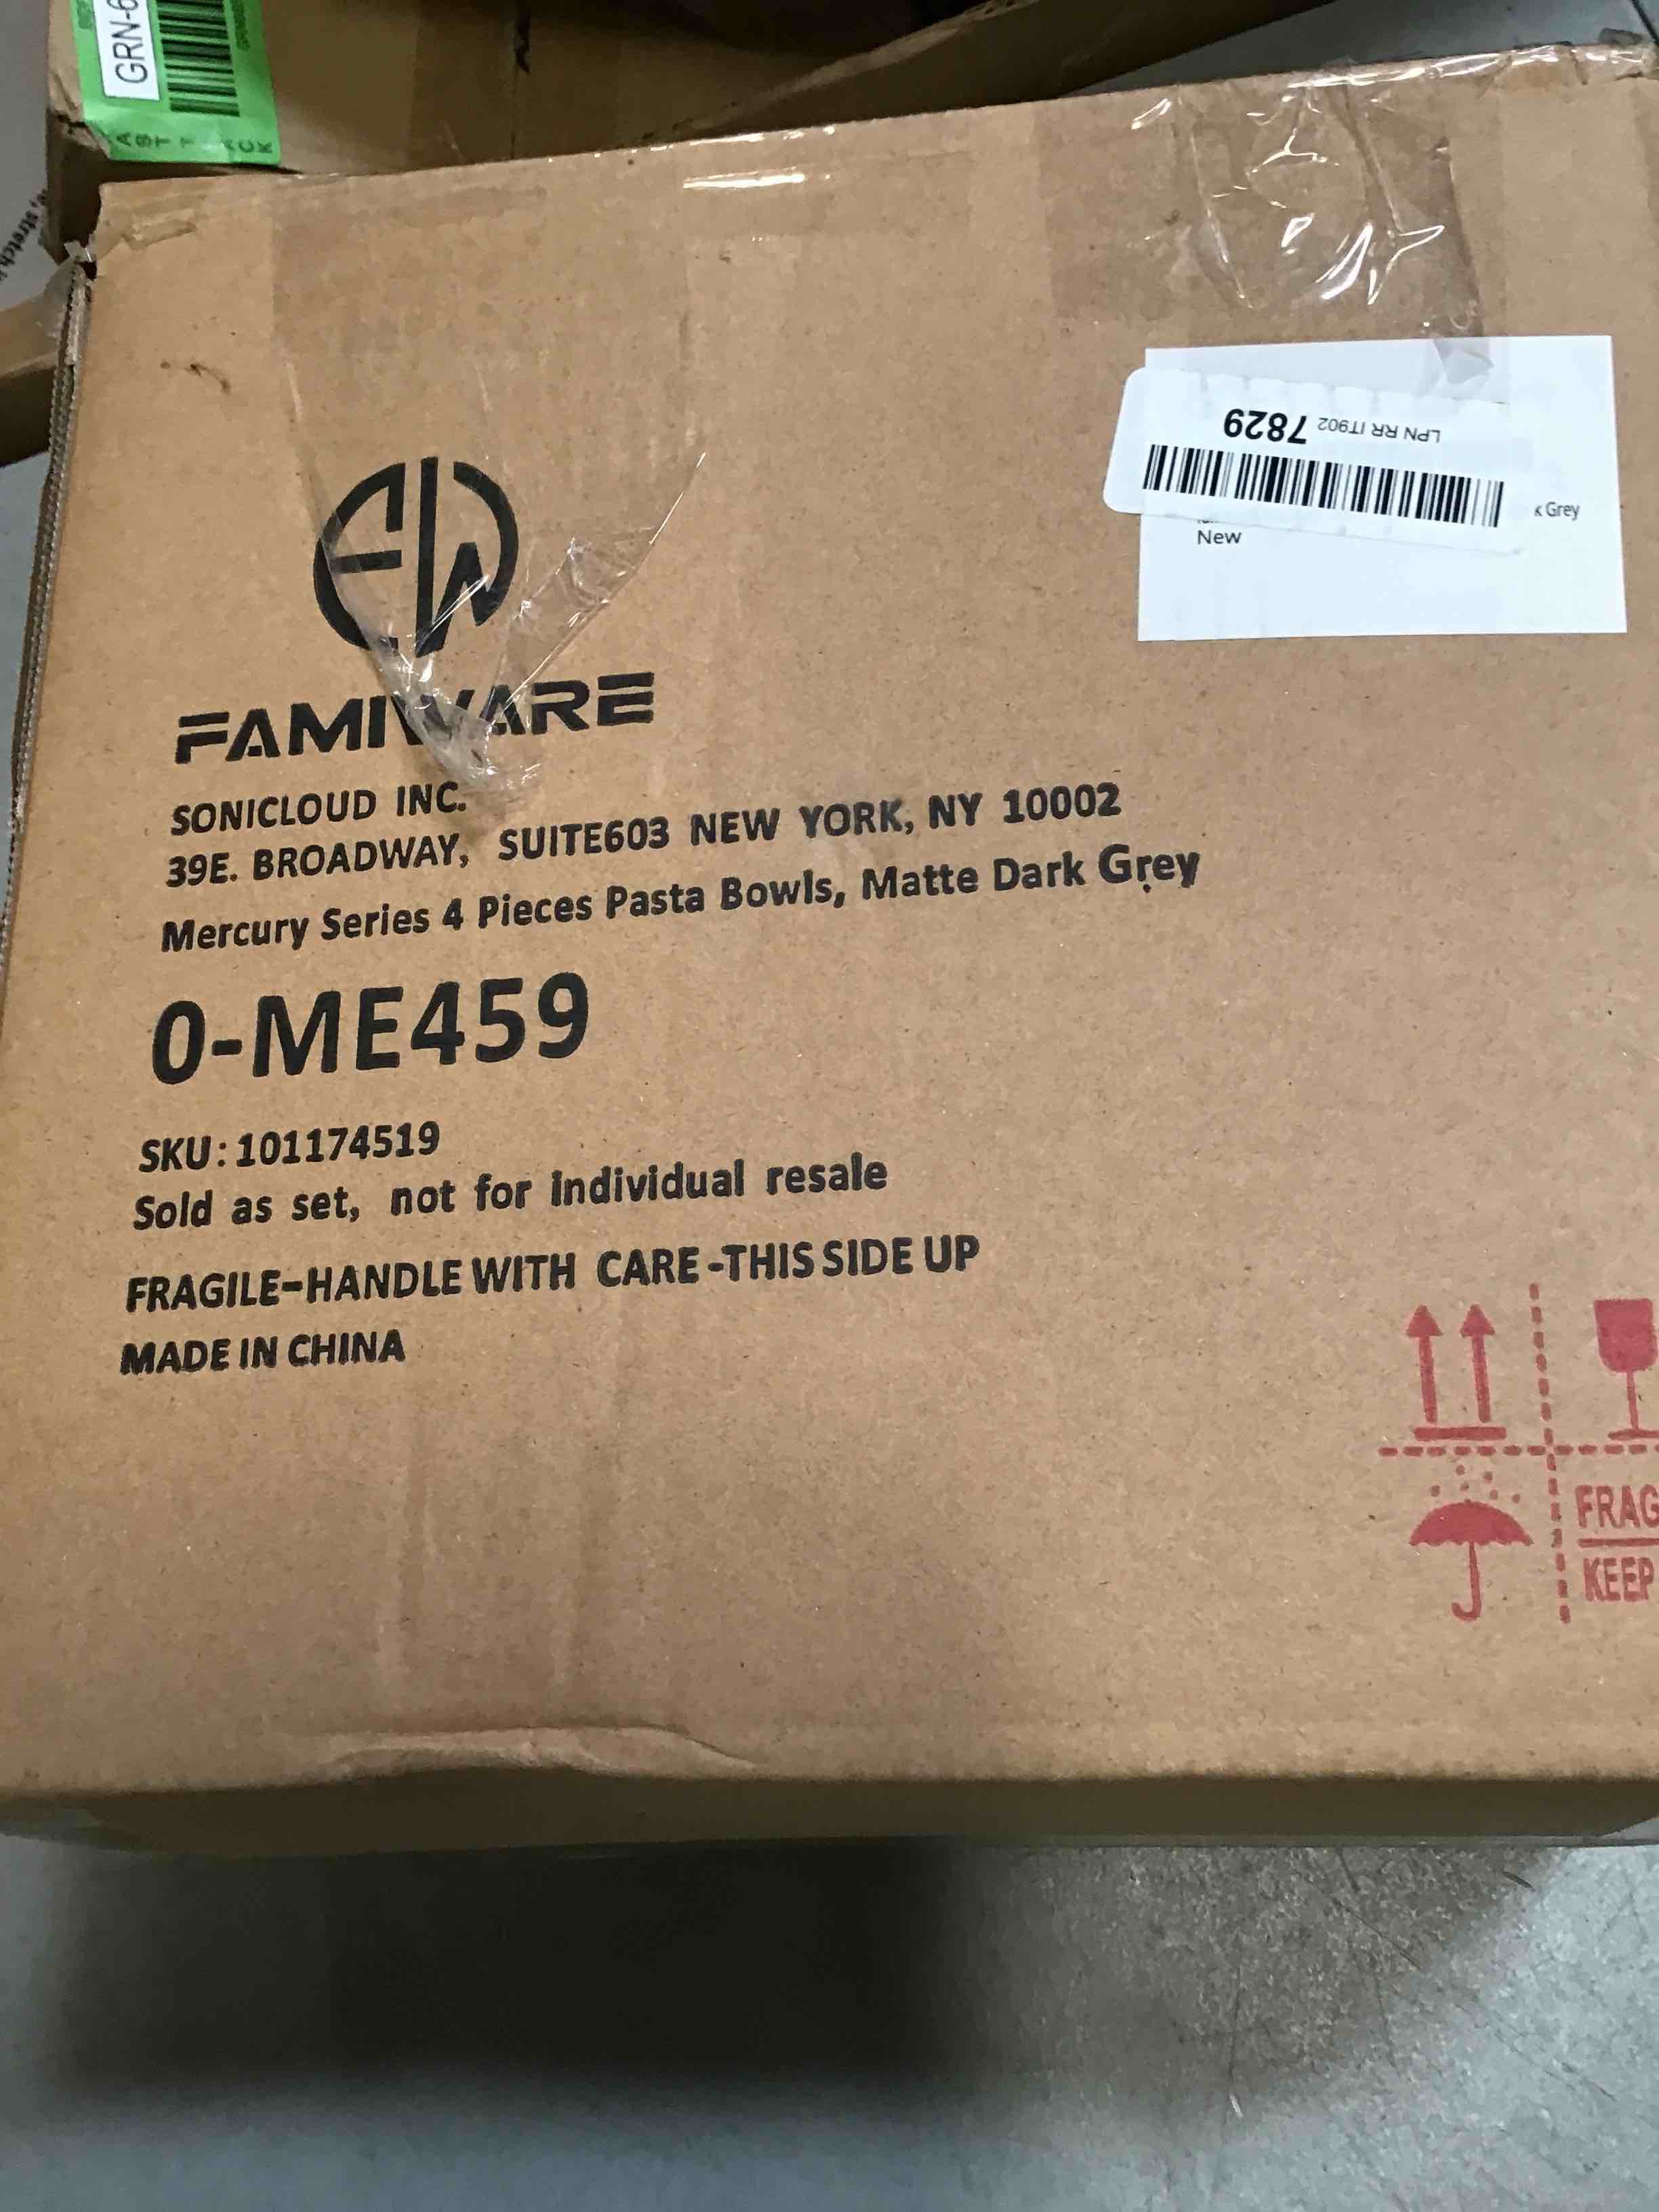 GRN-6
FAST TRACK
LPN RR IT902 7829
k Grey
New
FAMIWARE
SONICLOUD INC.
39E. BROADWAY, SUITE603 NEW YORK, NY 10002
Mercury Series 4 Pieces Pasta Bowls, Matte Dark Grey
0-ME459
SKU:101174519
Sold as set, not for individual resale
FRAGILE-HANDLE WITH CARE-THIS SIDE UP
MADE IN CHINA
FRAG
KEEP